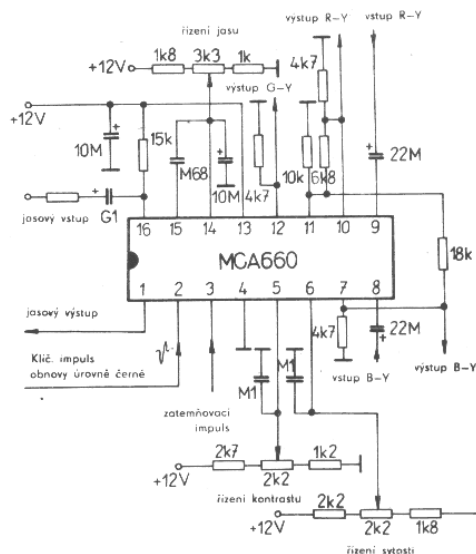 řízení jasu
výstup R-Y
vstup R-Y
1k8
3k3
1k
+12V
4k7
výstup G-Y
+12V
+
10M
15k
M68
+
10M
4k7
10k
6k8
+
22M
jasový vstup
+
G1
18k
16
15
14
13
12
11
10
9
MCA660
1
2
3
4
5
6
7
8
jasový výstup
4k7
22M
+
výstup B-Y
Klíč. impuls
obnovy úrovně černé
vstup B-Y
M1
M1
zatemňovací
impuls
2k7
1k2
+12V
2k2
řízení kontrastu
2k2
+12V
2k2
1k8
řízení sytosti